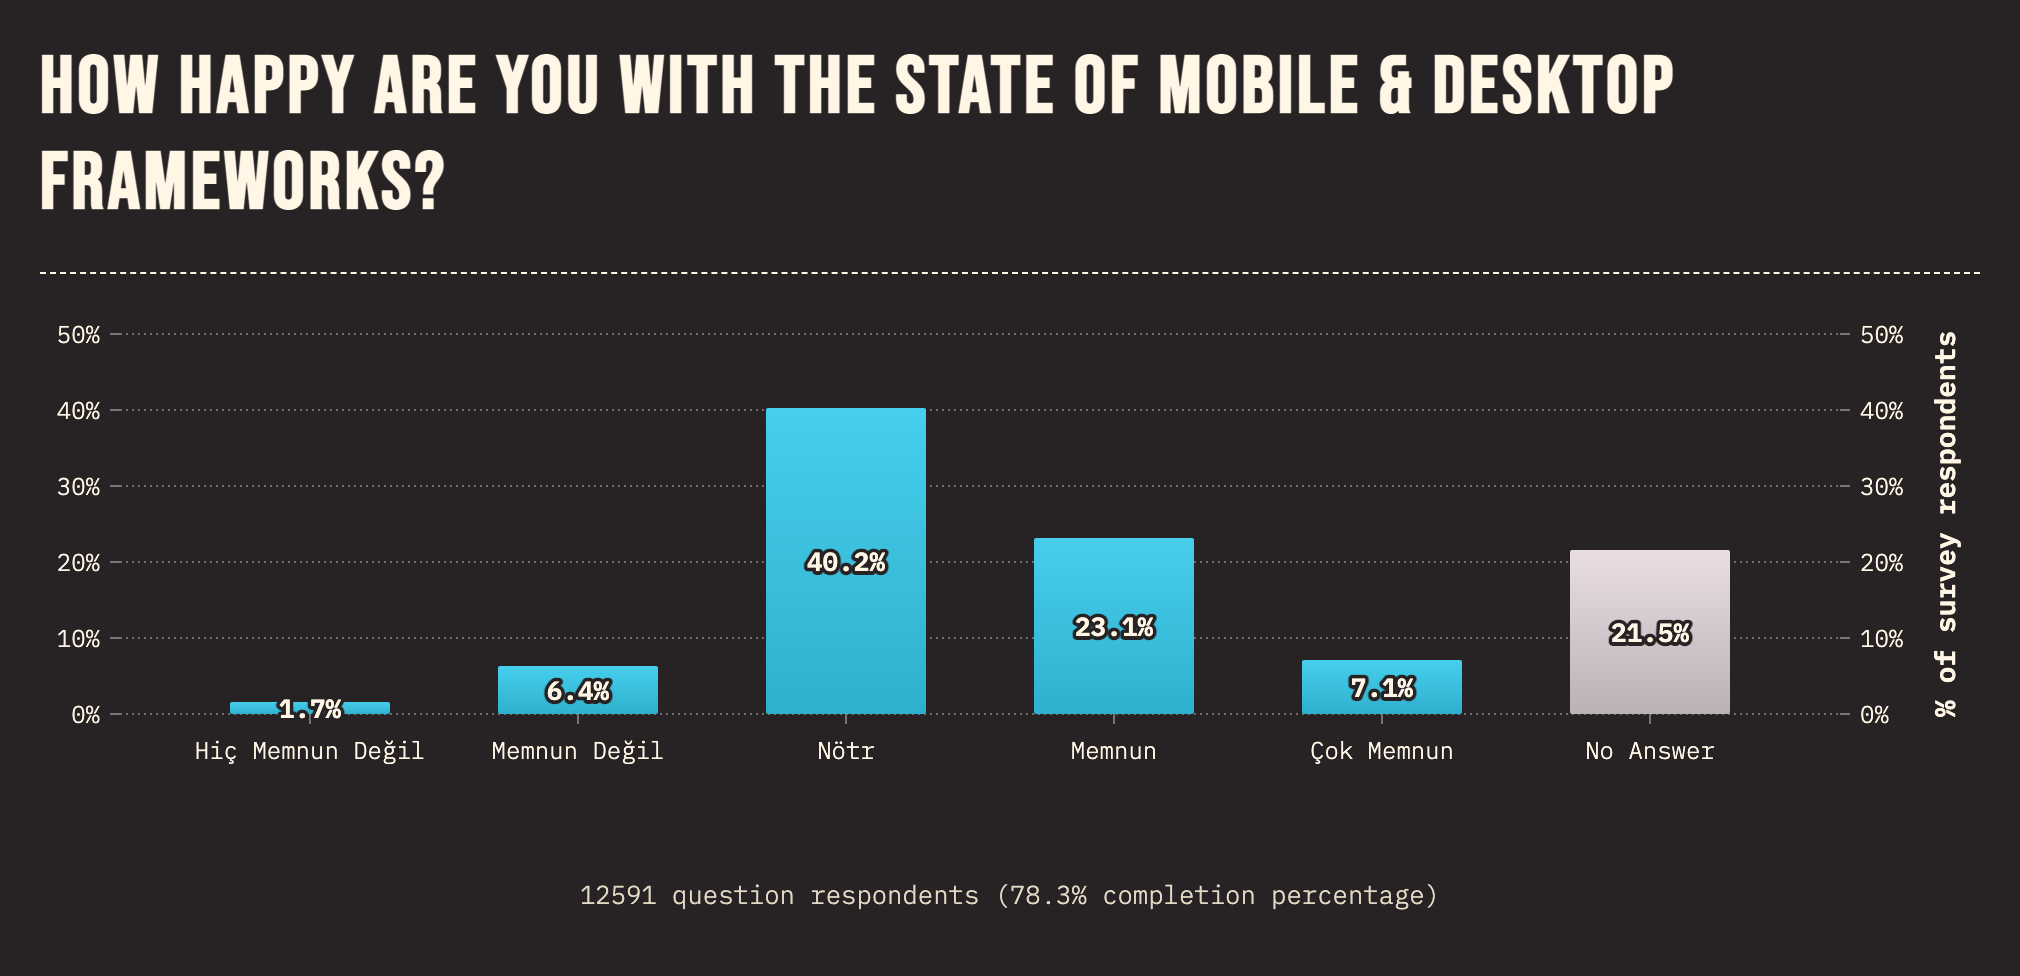 HOW HAPPY ARE YOU WITH THE STATE OF MOBILE & DESKTOP
FRAMEWORKS?
50%
40%
30%
20%
10%
0%
50%
40%
30%
20%
10%
0%
% of survey respondents
1.7%
6.4%
40.2%
23.1%
7.1%
21.5%
Hiç Memnun Değil
Memnun Değil
Nötr
Memnun
Çok Memnun
No Answer
12591 question respondents (78.3% completion percentage)